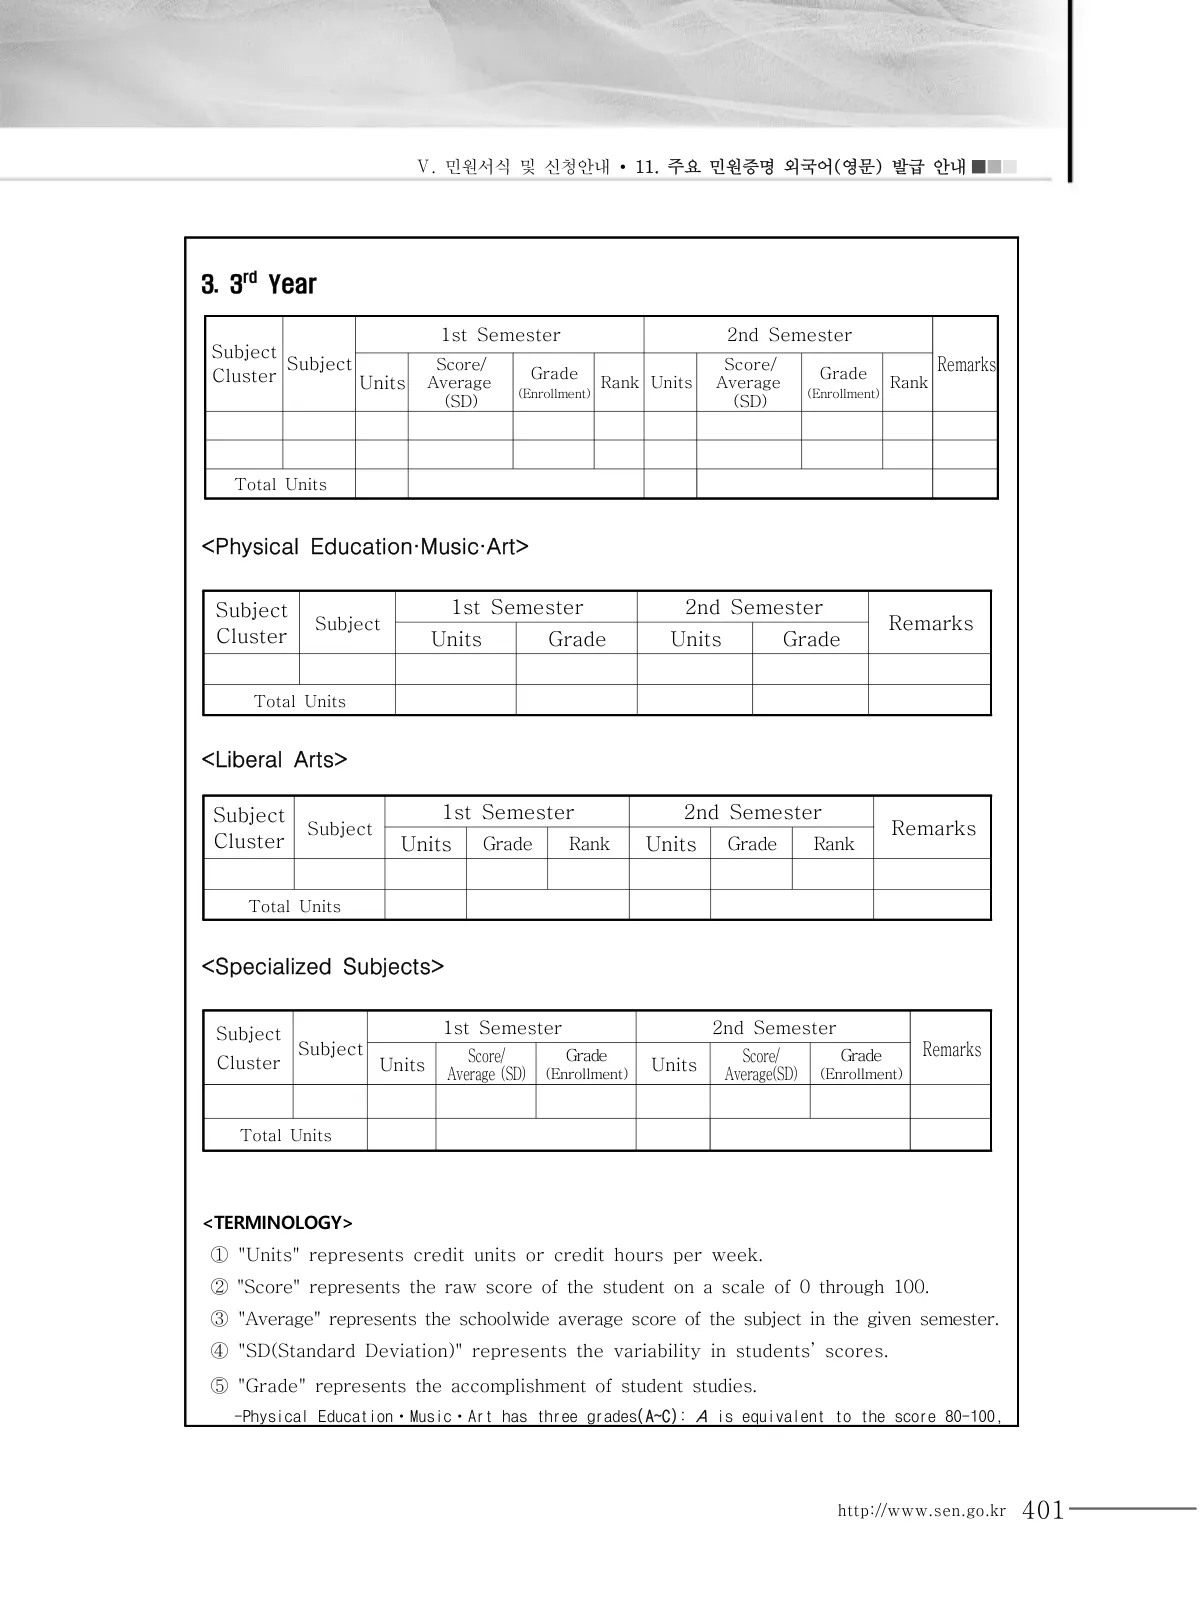 Ⅴ. 민원서식 및 신청안내 • 11. 주요 민원증명 외국어(영문) 발급 안내
3. 3rd Year
Subject Cluster Subject 1st Semester 2nd Semester Remarks
Units Score/ Average (SD) Grade (Enrollment) Rank Units Score/ Average (SD) Grade (Enrollment) Rank
Total Units
<Physical Education·Music·Art>
Subject Cluster Subject 1st Semester 2nd Semester Remarks
Units Grade Units Grade
Total Units
<Liberal Arts>
Subject Cluster Subject 1st Semester 2nd Semester Remarks
Units Grade Rank Units Grade Rank
Total Units
<Specialized Subjects>
Subject Cluster Subject 1st Semester 2nd Semester Remarks
Units Score/ Average (SD) Grade (Enrollment) Units Score/ Average(SD) Grade (Enrollment)
Total Units
<TERMINOLOGY>
① "Units" represents credit units or credit hours per week.
② "Score" represents the raw score of the student on a scale of 0 through 100.
③ "Average" represents the schoolwide average score of the subject in the given semester.
④ "SD(Standard Deviation)" represents the variability in students’ scores.
⑤ "Grade" represents the accomplishment of student studies.
-Physical Education·Music·Art has three grades(A~C): A is equivalent to the score 80-100,
http://www.sen.go.kr 401